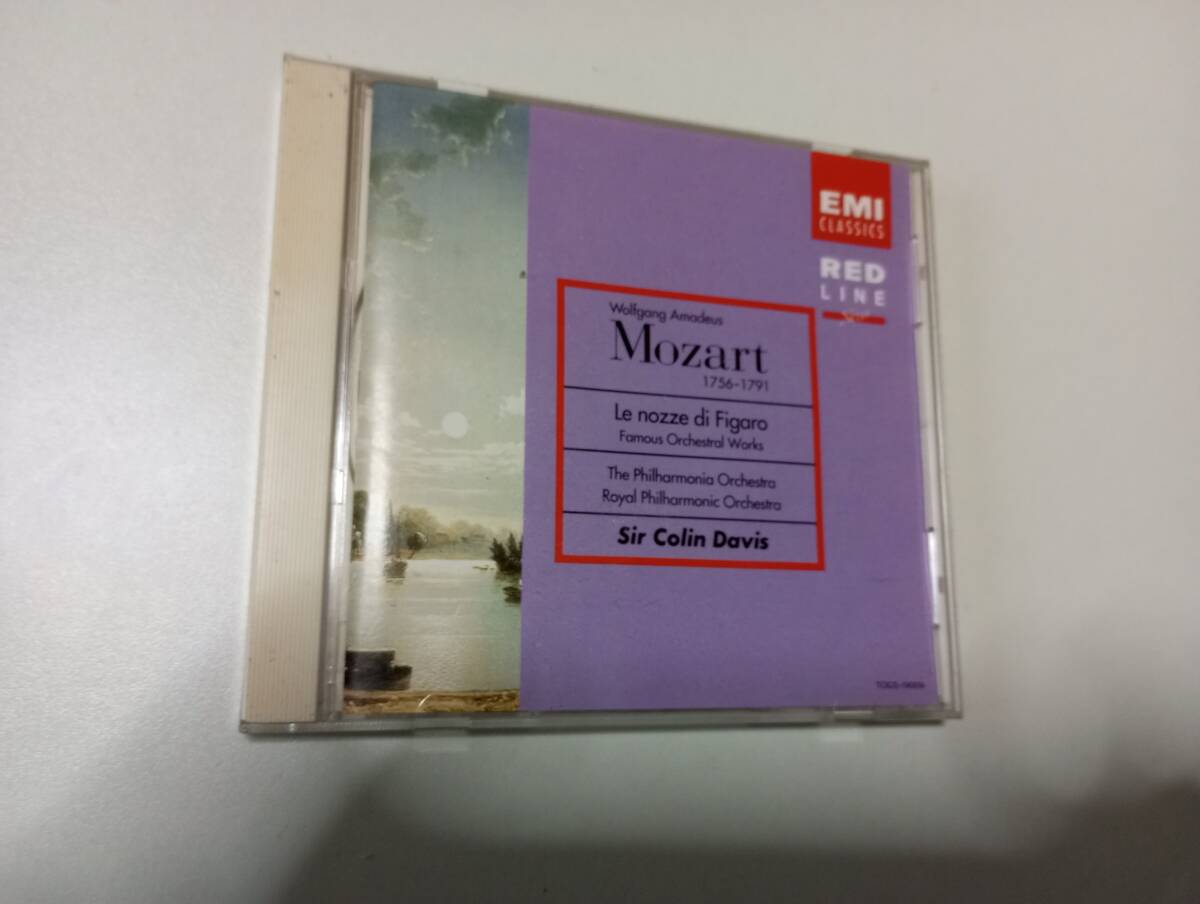 EMI
CLASSICS
RED
LINE
Wolfgang Amadeus
Mozart
1756-1791
Le nozze di Figaro
Famous Orchestral Works
The Philharmonia Orchestra
Royal Philharmonic Orchestra
Sir Colin Davis